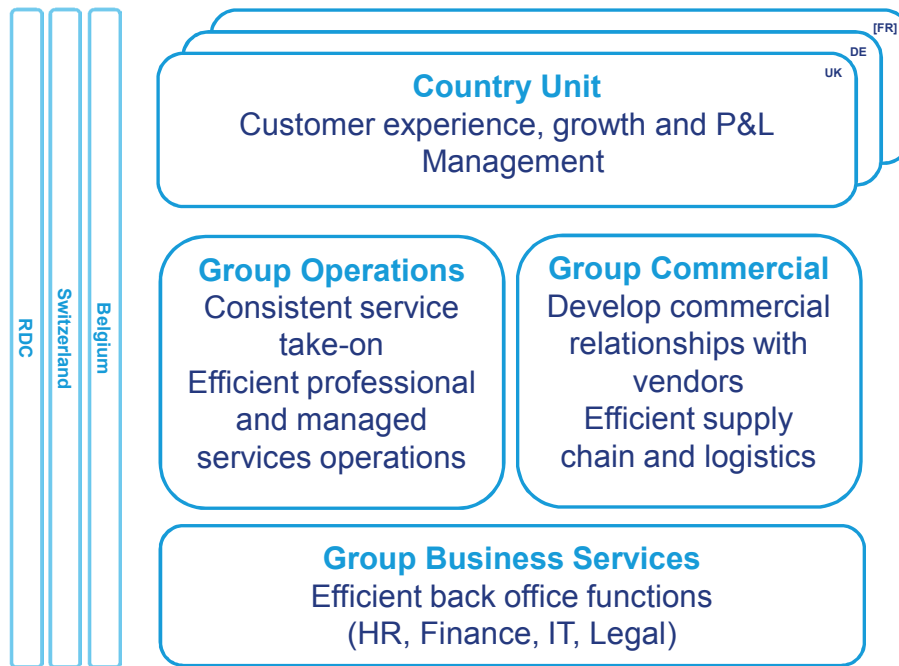 [FR]
DE
UK
Country Unit
Customer experience, growth and P&L
Management
RDC
Switzerland
Belgium
Group Operations
Consistent service
take-on
Efficient professional
and managed
services operations
Group Commercial
Develop commercial
relationships with
vendors
Efficient supply
chain and logistics
Group Business Services
Efficient back office functions
(HR, Finance, IT, Legal)